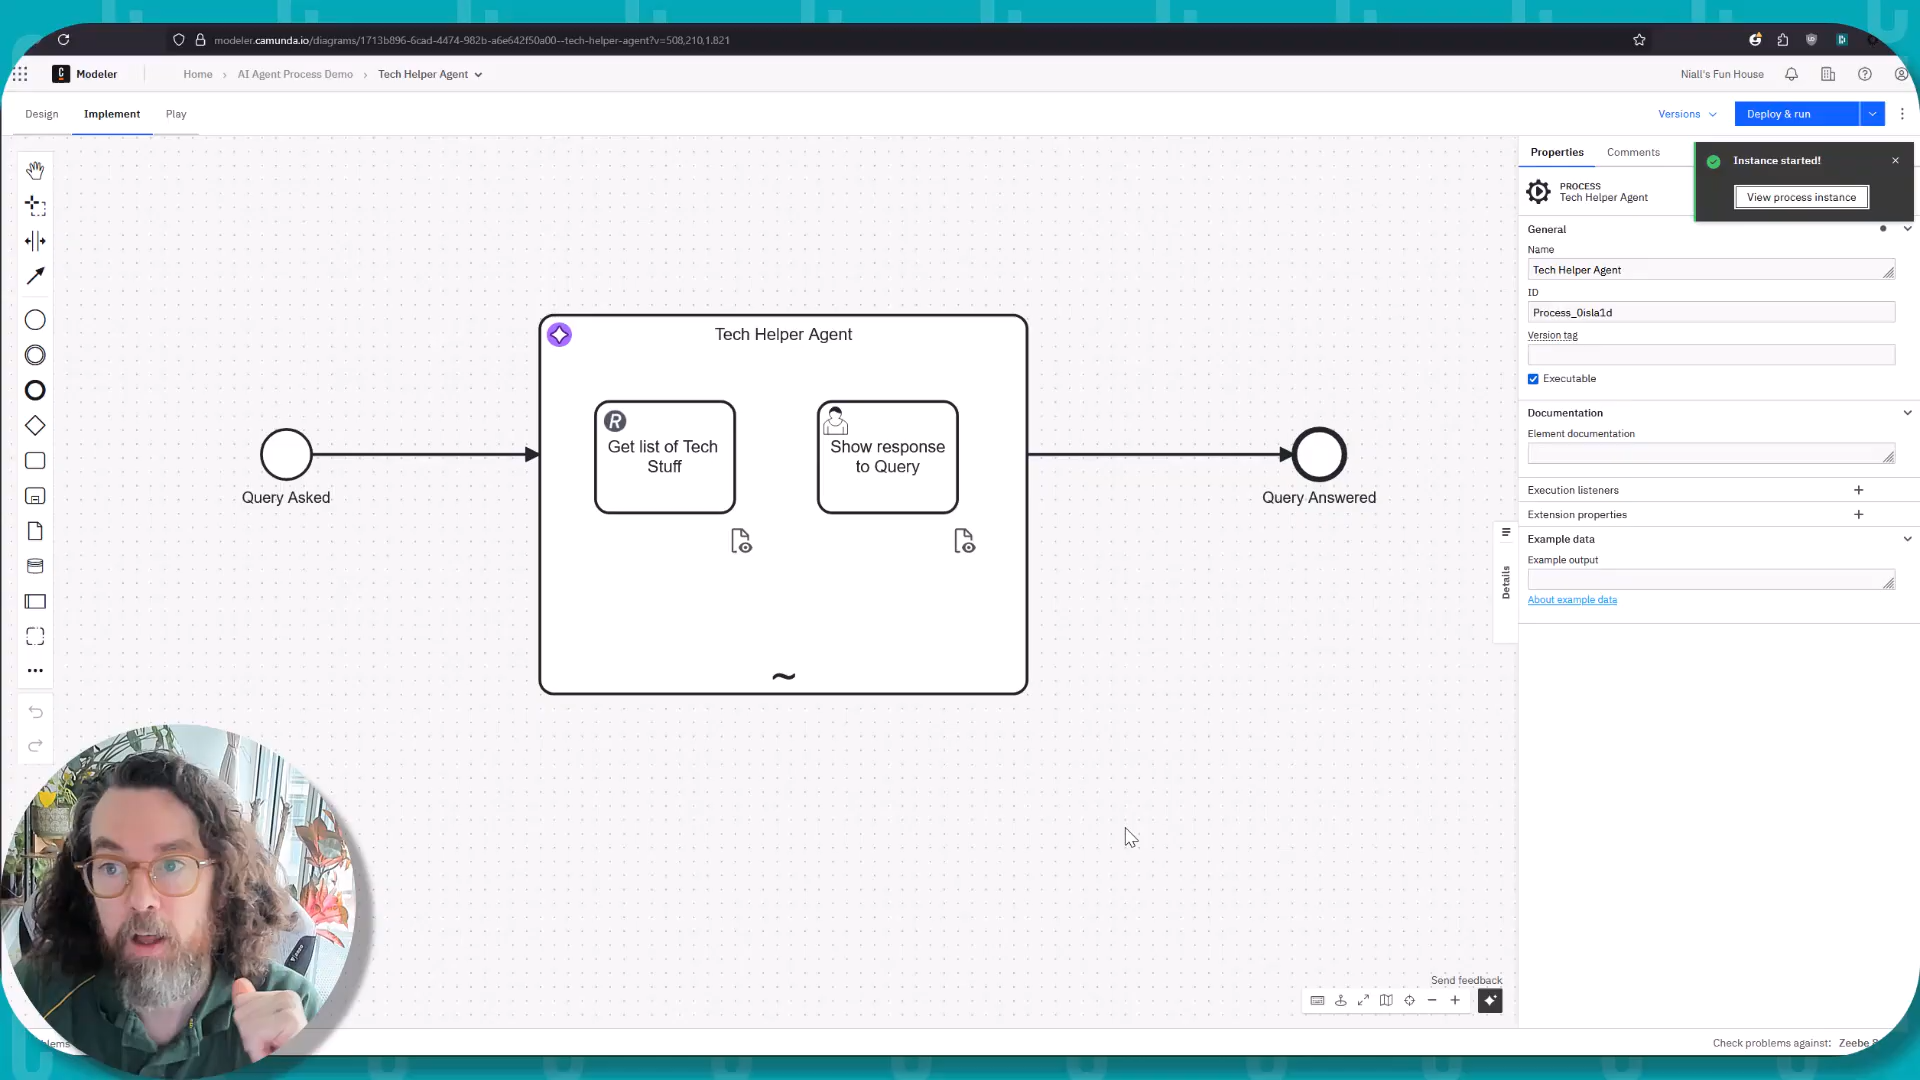 modeler.camunda.io/diagrams/1713b896-6cad-4474-982b-a6e642f50a00--tech-helper-agent?v=508,210,1.821
C Modeler
Home > AI Agent Process Demo > Tech Helper Agent
Niall's Fun House
Design Implement Play
Versions
Deploy & run
Properties Comments
Instance started!
View process instance
PROCESS
Tech Helper Agent
General
Name
Tech Helper Agent
ID
Process_0isla1d
Version tag
Executable
Documentation
Element documentation
Execution listeners
Extension properties
Example data
Example output
About example data
Details
Tech Helper Agent
R
Get list of Tech
Stuff
Show response
to Query
Query Asked
Query Answered
~
Send feedback
Check problems against: Zeebe